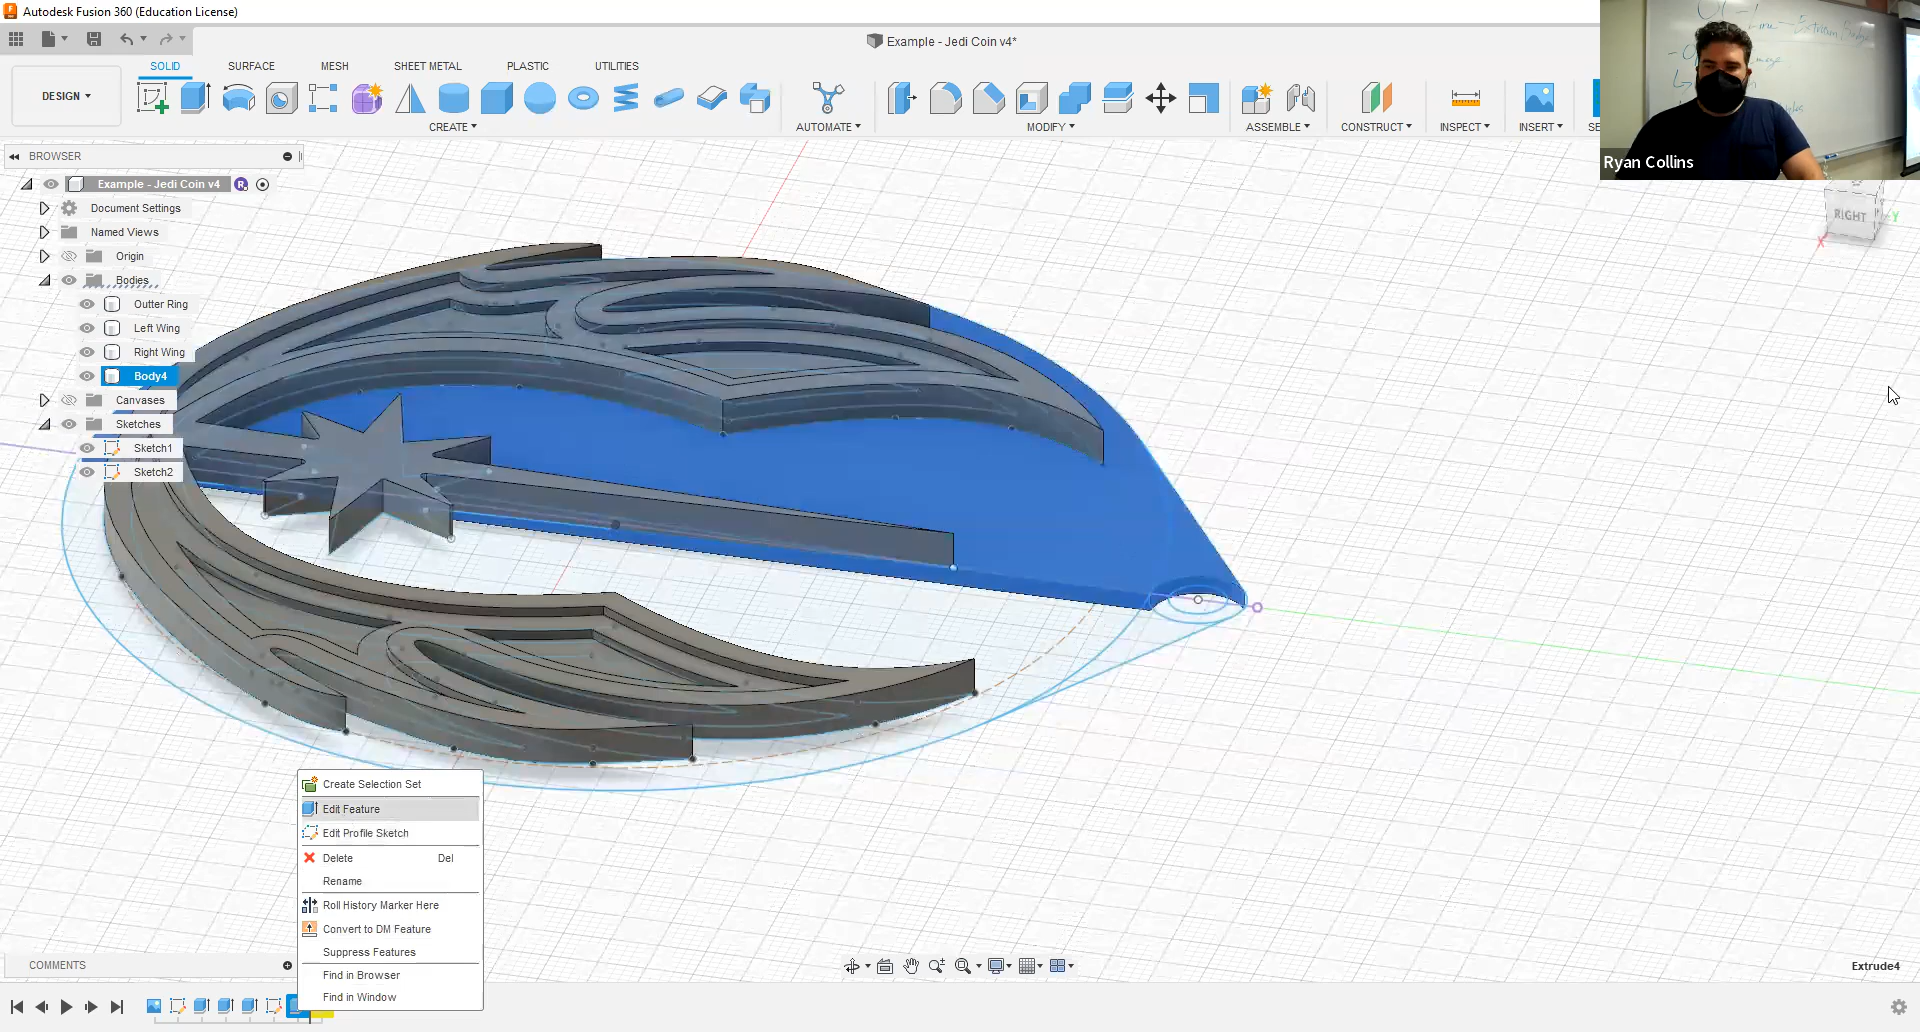 Autodesk Fusion 360 (Education License)
Example - Jedi Coin v4*
SOLID SURFACE MESH SHEET METAL PLASTIC UTILITIES
DESIGN
CREATE AUTOMATE MODIFY ASSEMBLE CONSTRUCT INSPECT INSERT SE
Ryan Collins
BROWSER
Example - Jedi Coin v4
R
Document Settings
Named Views
Origin
Bodies
Outter Ring
Left Wing
Right Wing
Body4
Canvases
Sketches
Sketch1
Sketch2
RIGHT
Y
X
Create Selection Set
Edit Feature
Edit Profile Sketch
Delete Del
Rename
Roll History Marker Here
Convert to DM Feature
Suppress Features
Find in Browser
Find in Window
COMMENTS
Extrude4